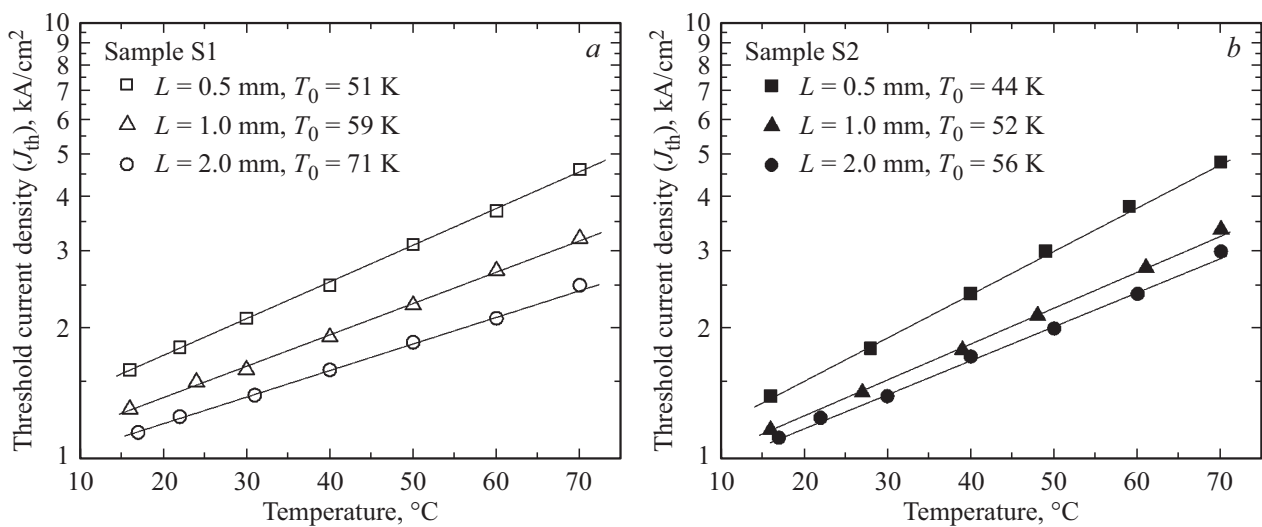 Threshold current density (Jth), kA/cm²
10
9
8
7
6
5
4
3
2
1
Sample S1
a
L = 0.5 mm, T0 = 51 K
L = 1.0 mm, T0 = 59 K
L = 2.0 mm, T0 = 71 K
10 20 30 40 50 60 70
Temperature, °C
Threshold current density (Jth), kA/cm²
10
9
8
7
6
5
4
3
2
1
Sample S2
b
L = 0.5 mm, T0 = 44 K
L = 1.0 mm, T0 = 52 K
L = 2.0 mm, T0 = 56 K
10 20 30 40 50 60 70
Temperature, °C